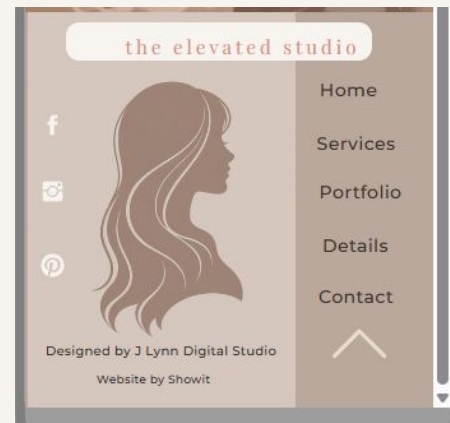 the elevated studio
Home
Services
Portfolio
Details
Contact
Designed by J Lynn Digital Studio
Website by Showit